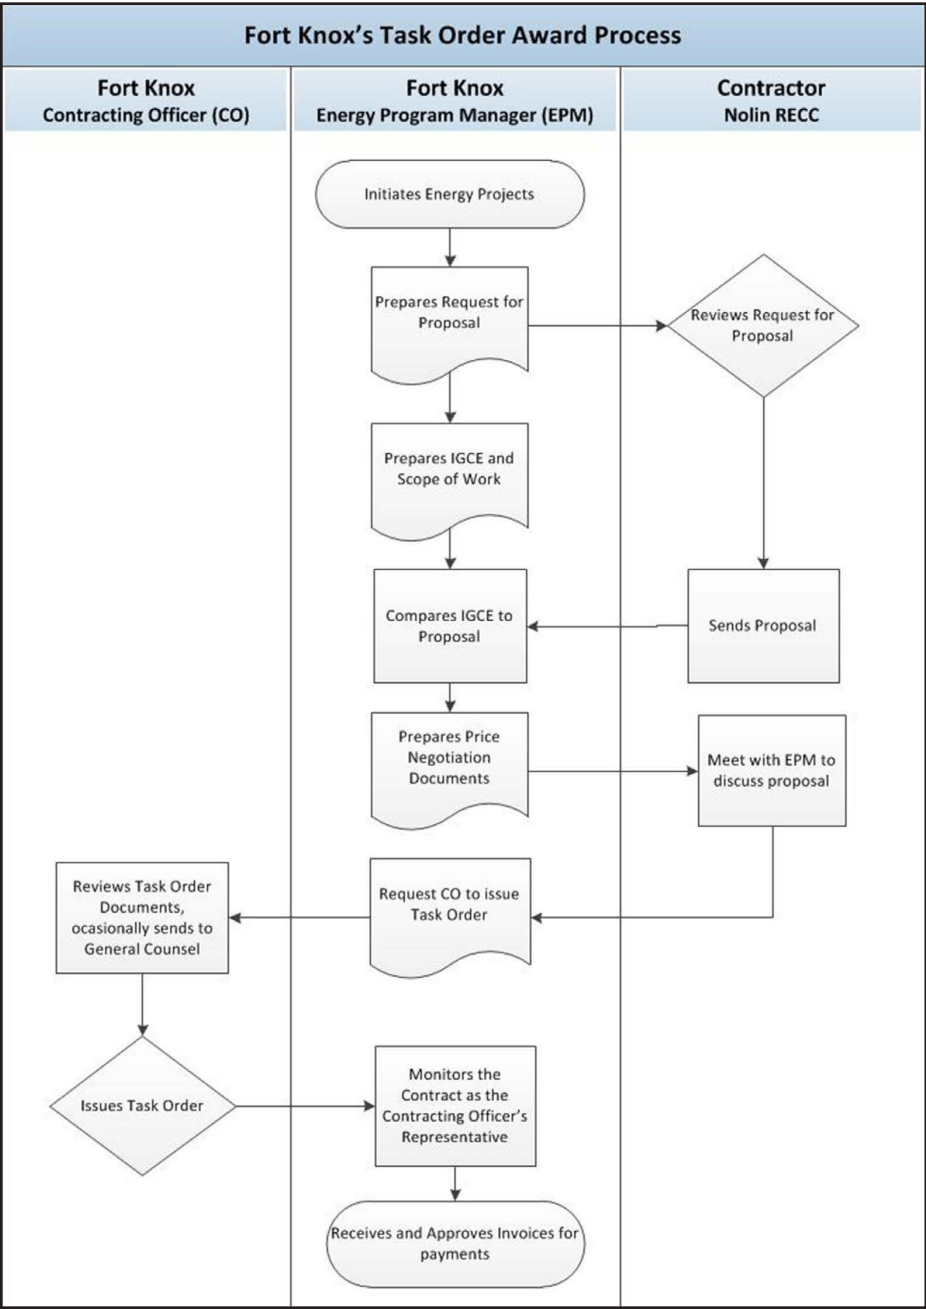 Fort Knox’s Task Order Award Process
Fort Knox
Contracting Officer (CO)
Fort Knox
Energy Program Manager (EPM)
Contractor
Nolin RECC
Initiates Energy Projects
Prepares Request for
Proposal
Reviews Request for
Proposal
Prepares IGCE and
Scope of Work
Compares IGCE to
Proposal
Sends Proposal
Prepares Price
Negotiation
Documents
Meet with EPM to
discuss proposal
Reviews Task Order
Documents,
ocasionally sends to
General Counsel
Request CO to issue
Task Order
Issues Task Order
Monitors the
Contract as the
Contracting Officer’s
Representative
Receives and Approves Invoices for
payments